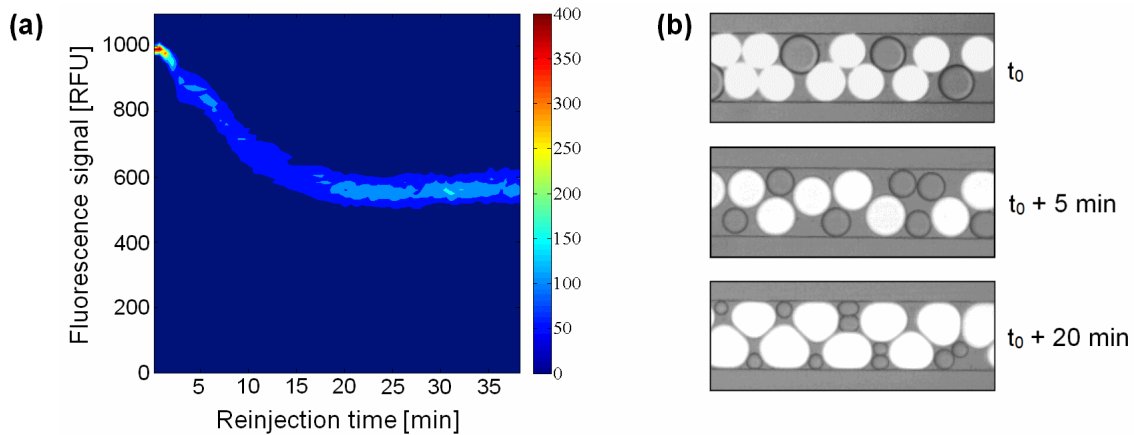 (a)
Fluorescence signal [RFU]
1000
800
600
400
200
0
5 10 15 20 25 30 35
Reinjection time [min]
400
350
300
250
200
150
100
50
0
(b)
t₀
t₀ + 5 min
t₀ + 20 min